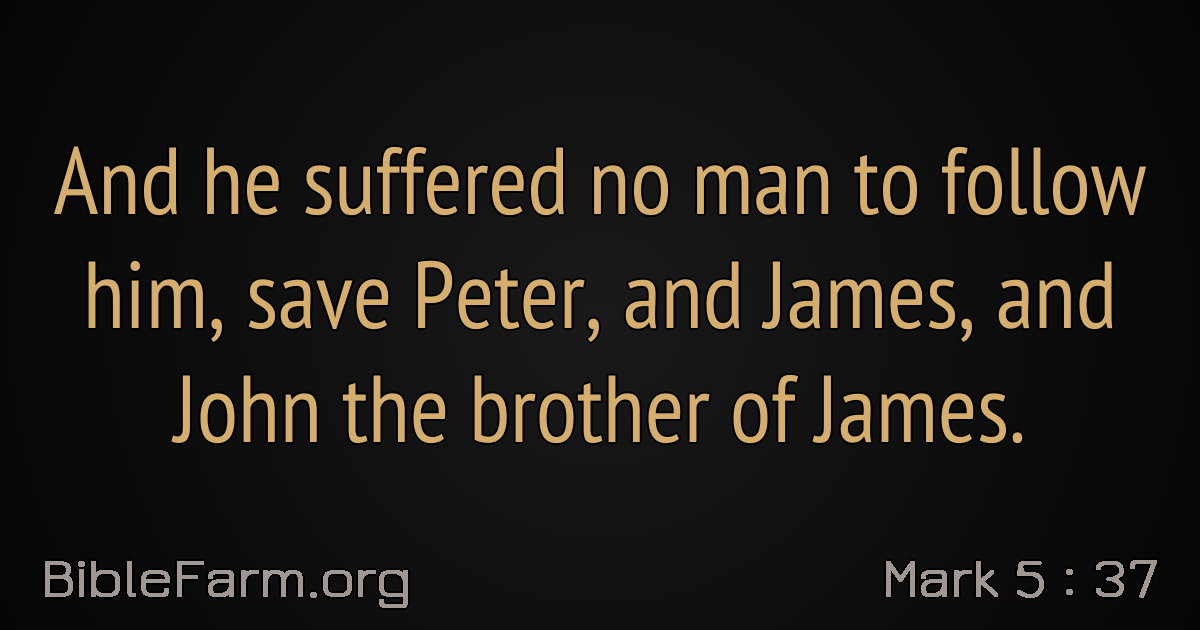 And he suffered no man to follow
him, save Peter, and James, and
John the brother of James.
BibleFarm.org
Mark 5 : 37